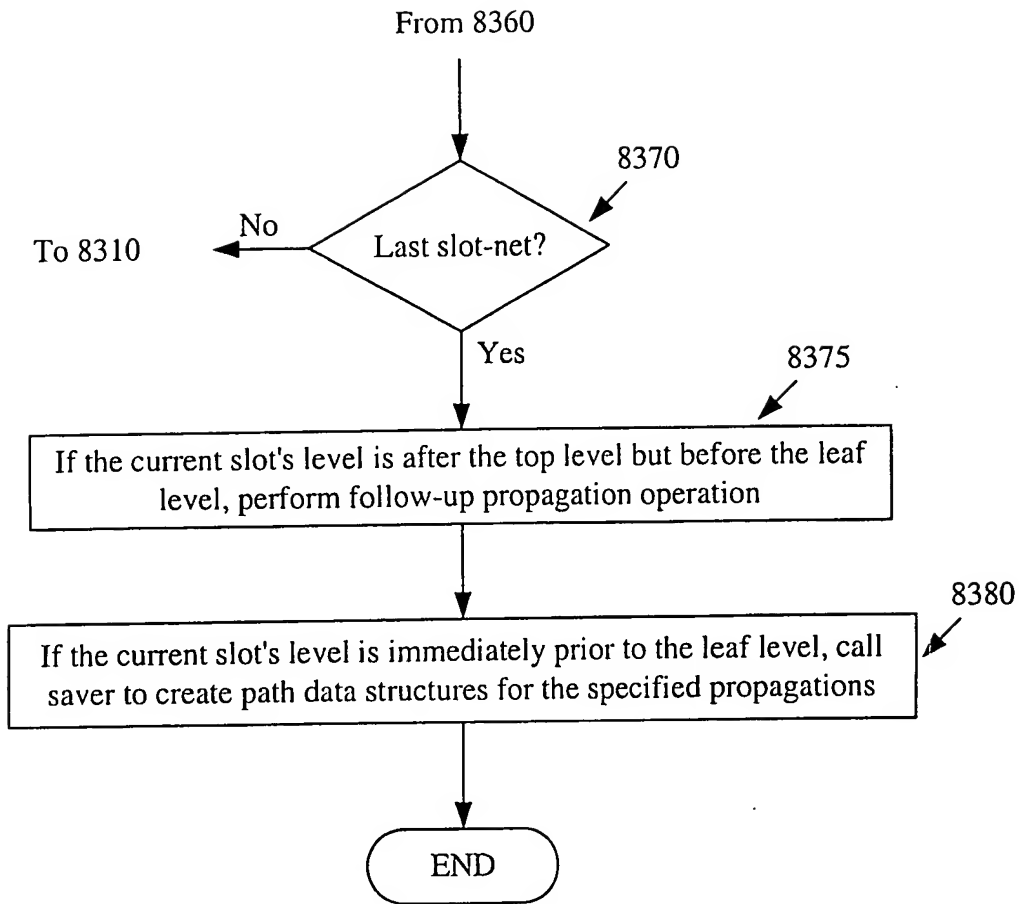 From 8360
8370
No
To 8310
Last slot-net?
Yes
8375
If the current slot's level is after the top level but before the leaf
level, perform follow-up propagation operation
8380
If the current slot's level is immediately prior to the leaf level, call
saver to create path data structures for the specified propagations
END